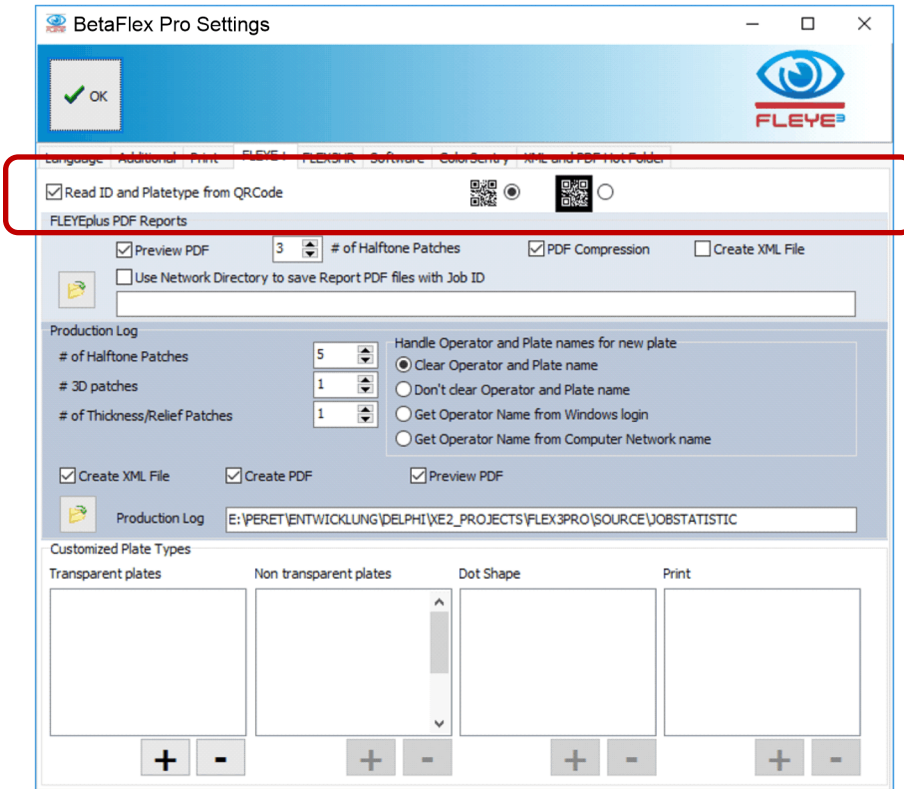 BetaFlex Pro Settings
OK
FLEYE³
Language Additional Print FLEYE+ FLEXSHR Software ColorSentry XML and PDF Hot Folder
Read ID and Platetype from QRCode
FLEYEplus PDF Reports
Preview PDF 3 # of Halftone Patches PDF Compression Create XML File
Use Network Directory to save Report PDF files with Job ID
Production Log
Handle Operator and Plate names for new plate
# of Halftone Patches 5
Clear Operator and Plate name
# 3D patches 1
Don't clear Operator and Plate name
# of Thickness/Relief Patches 1
Get Operator Name from Windows login
Get Operator Name from Computer Network name
Create XML File Create PDF Preview PDF
Production Log E:\PERET\ENTWICKLUNG\DELPHI\XE2_PROJECTS\FLEX3PRO\SOURCE\JOBSTATISTIC
Customized Plate Types
Transparent plates Non transparent plates Dot Shape Print
+ - + - + - + -